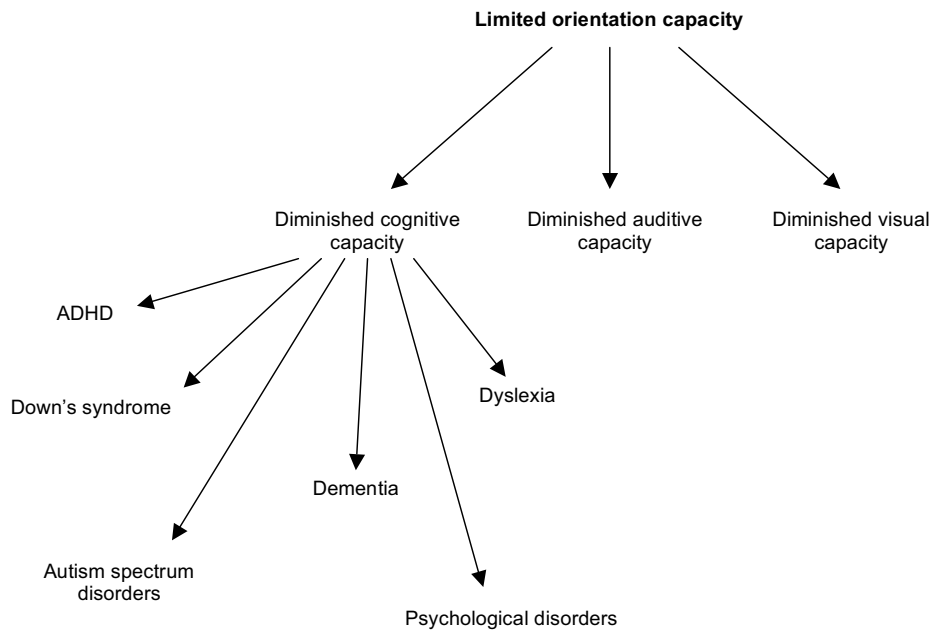 Limited orientation capacity
Diminished cognitive
capacity
Diminished auditive
capacity
Diminished visual
capacity
ADHD
Down’s syndrome
Dyslexia
Dementia
Autism spectrum
disorders
Psychological disorders